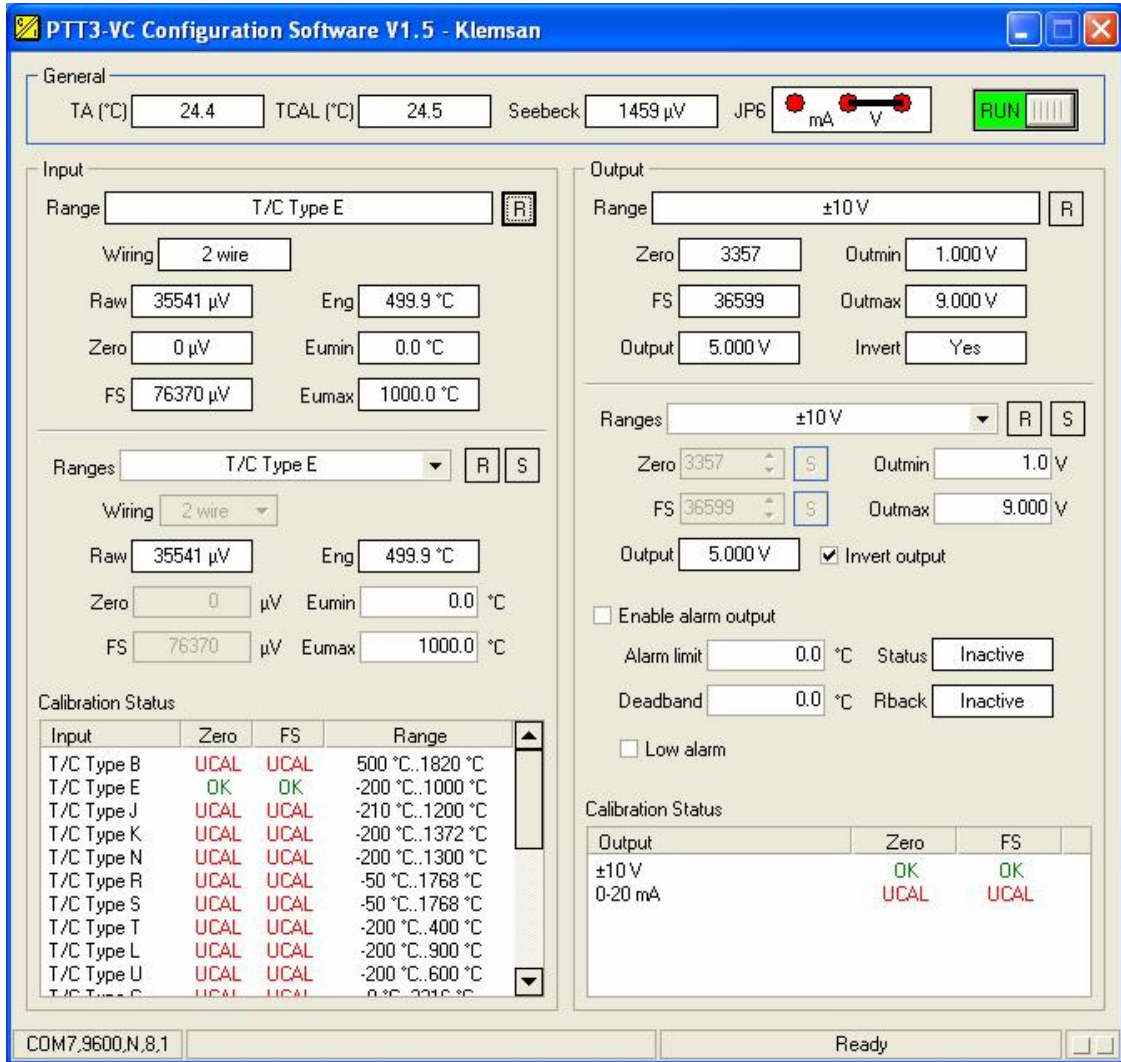 PTT3-VC Configuration Software V1.5 - Klemsan
General
TA (°C) 24.4 TCAL (°C) 24.5 Seebeck 1459 µV JP6 mA V RUN
Input
Range T/C Type E R
Wiring 2 wire
Raw 35541 µV Eng 499.9 °C
Zero 0 µV Eumin 0.0 °C
FS 76370 µV Eumax 1000.0 °C
Ranges T/C Type E R S
Wiring 2 wire
Raw 35541 µV Eng 499.9 °C
Zero 0 µV Eumin 0.0 °C
FS 76370 µV Eumax 1000.0 °C
Calibration Status
Input Zero FS Range
T/C Type B UCAL UCAL 500 °C..1820 °C
T/C Type E OK OK -200 °C..1000 °C
T/C Type J UCAL UCAL -210 °C..1200 °C
T/C Type K UCAL UCAL -200 °C..1372 °C
T/C Type N UCAL UCAL -200 °C..1300 °C
T/C Type R UCAL UCAL -50 °C..1768 °C
T/C Type S UCAL UCAL -50 °C..1768 °C
T/C Type T UCAL UCAL -200 °C..400 °C
T/C Type L UCAL UCAL -200 °C..900 °C
T/C Type U UCAL UCAL -200 °C..600 °C
Output
Range ±10 V R
Zero 3357 Outmin 1.000 V
FS 36599 Outmax 9.000 V
Output 5.000 V Invert Yes
Ranges ±10 V R S
Zero 3357 S Outmin 1.0 V
FS 36599 S Outmax 9.000 V
Output 5.000 V Invert output
Enable alarm output
Alarm limit 0.0 °C Status Inactive
Deadband 0.0 °C Rback Inactive
Low alarm
Calibration Status
Output Zero FS
±10 V OK OK
0-20 mA UCAL UCAL
COM7,9600,N,8,1 Ready